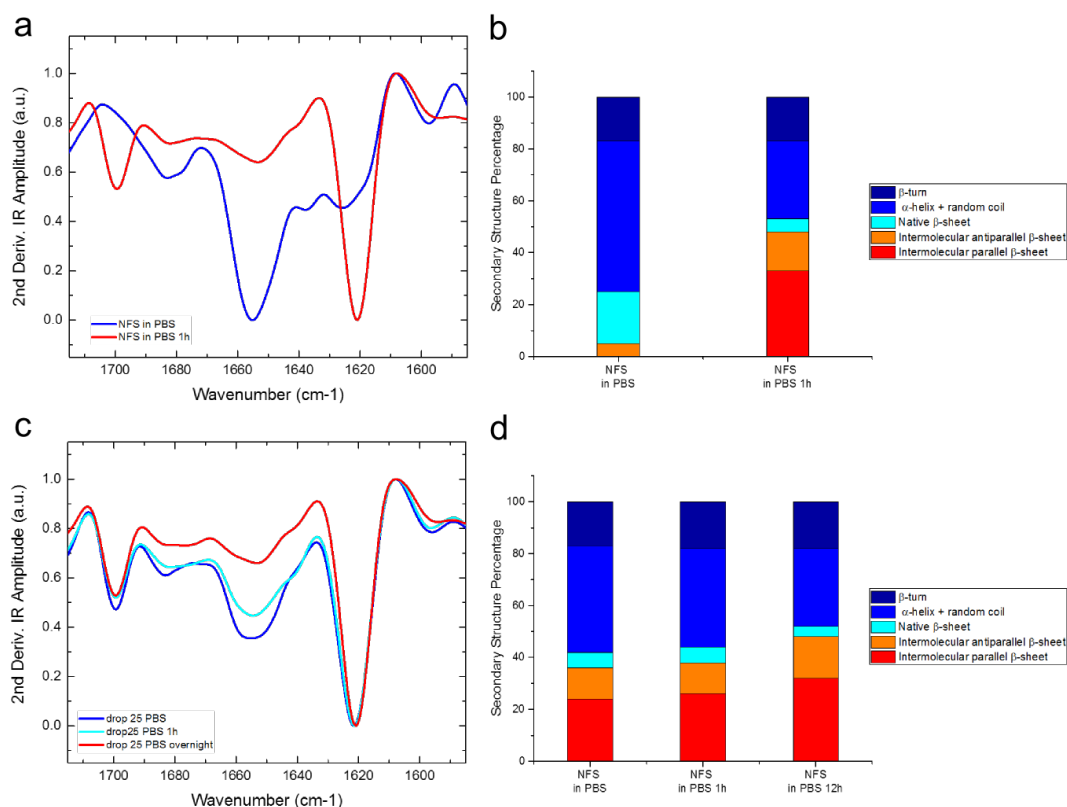 a
2nd Deriv. IR Amplitude (a.u.)
1.0
0.8
0.6
0.4
0.2
0.0
NFS in PBS
NFS in PBS 1h
1700 1680 1660 1640 1620 1600
Wavenumber (cm-1)
b
Secondary Structure Percentage
100
80
60
40
20
0
NFS
in PBS
NFS
in PBS 1h
β-turn
α-helix + random coil
Native β-sheet
Intermolecular antiparallel β-sheet
Intermolecular parallel β-sheet
c
2nd Deriv. IR Amplitude (a.u.)
1.0
0.8
0.6
0.4
0.2
0.0
drop 25 PBS
drop25 PBS 1h
drop 25 PBS overnight
1700 1680 1660 1640 1620 1600
Wavenumber (cm-1)
d
Secondary Structure Percentage
100
80
60
40
20
0
NFS
in PBS
NFS
in PBS 1h
NFS
in PBS 12h
β-turn
α-helix + random coil
Native β-sheet
Intermolecular antiparallel β-sheet
Intermolecular parallel β-sheet